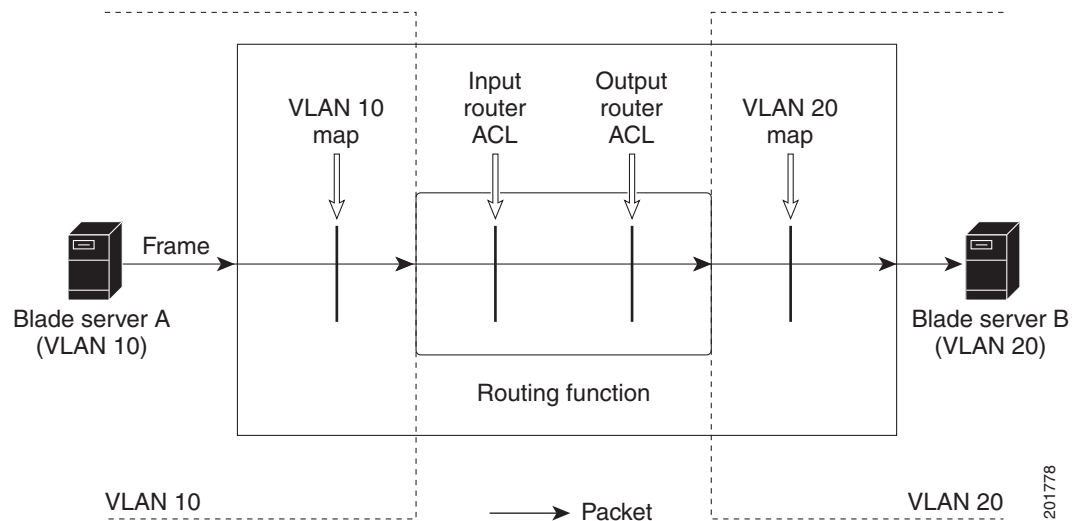 VLAN 10
map
Input
router
ACL
Output
router
ACL
VLAN 20
map
Frame
Blade server A
(VLAN 10)
Blade server B
(VLAN 20)
Routing function
VLAN 10
Packet
VLAN 20
201778